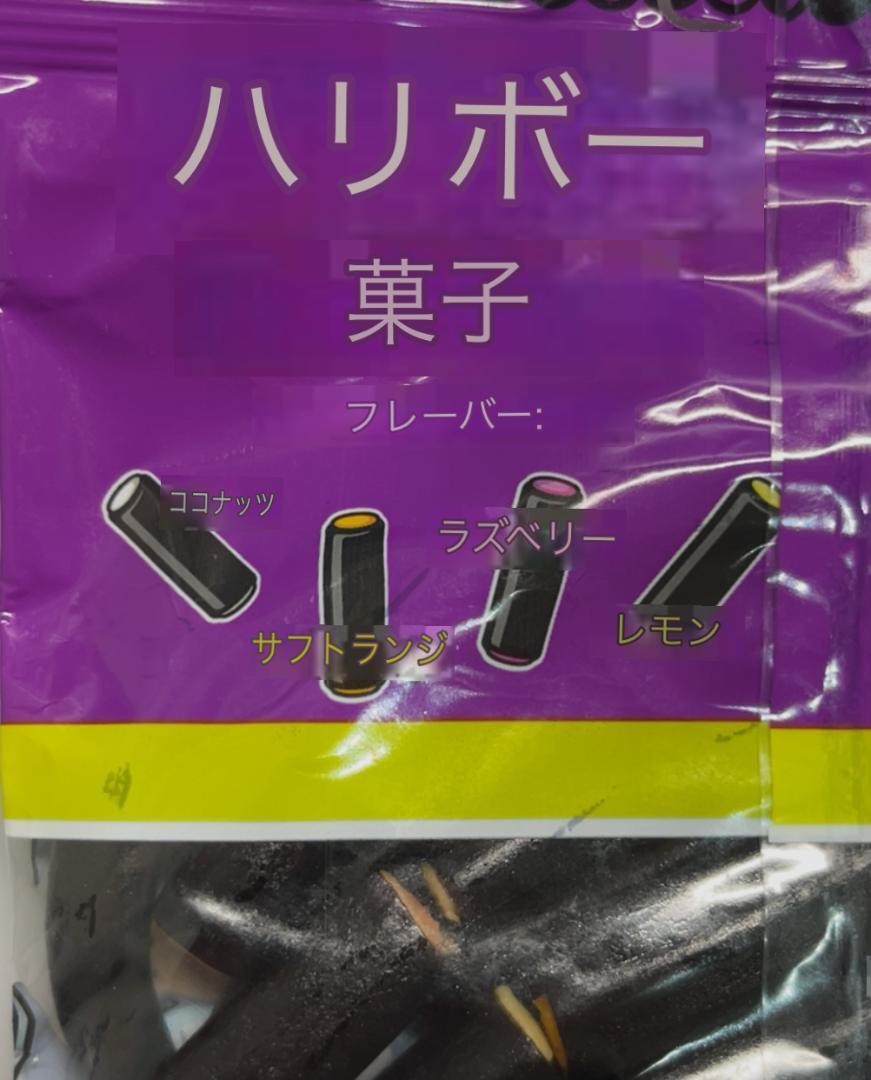 ハリボー
菓子
フレーバー:
ココナッツ
ラズベリー
サフトランジ
レモン